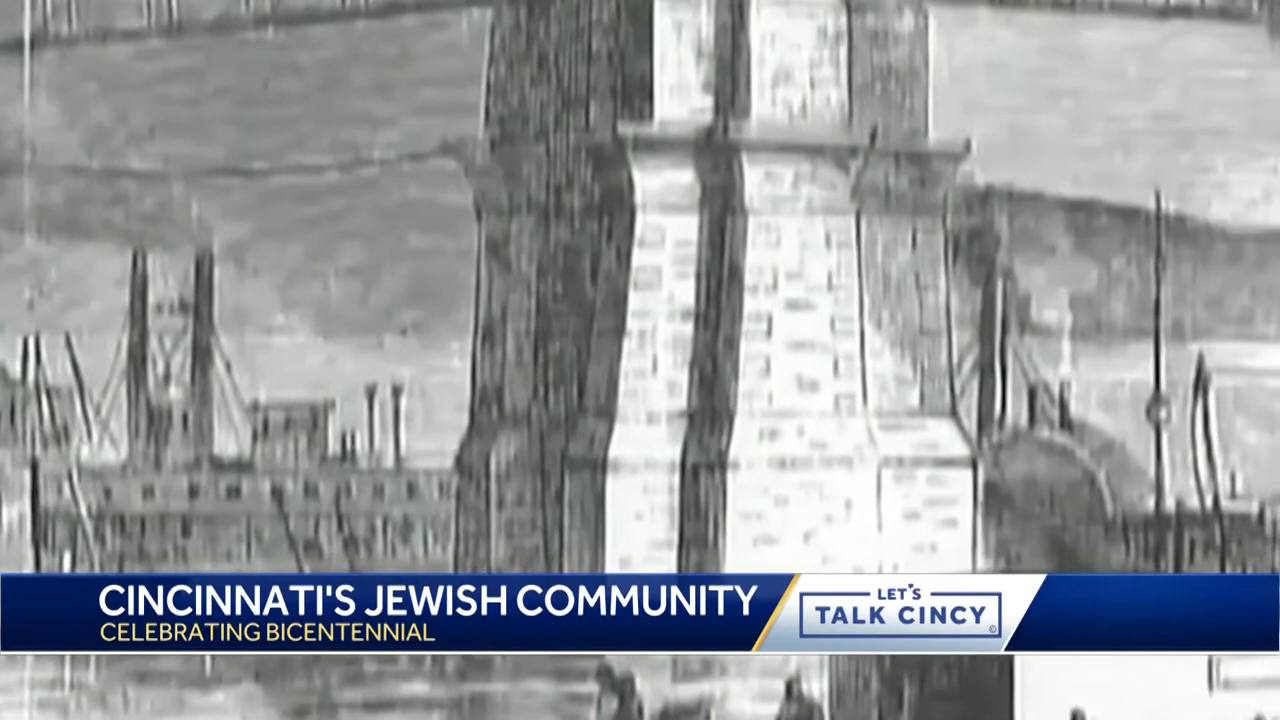 CINCINNATI'S JEWISH COMMUNITY
CELEBRATING BICENTENNIAL
LET'S
TALK CINCY
©